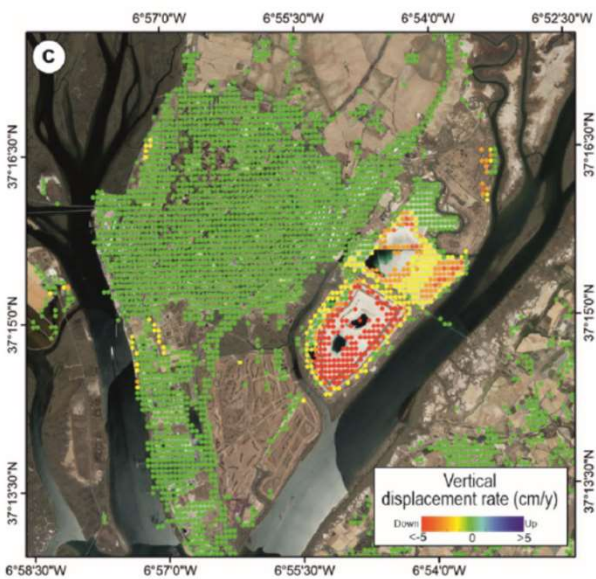 6°57'0"W 6°55'30"W 6°54'0"W 6°52'30"W
C
37°16'30"N 37°16'30"N
37°15'0"N 37°15'0"N
37°13'30"N 37°13'30"N
Vertical
displacement rate (cm/y)
Down Up
<-5 0 >5
6°58'30"W 6°57'0"W 6°55'30"W 6°54'0"W